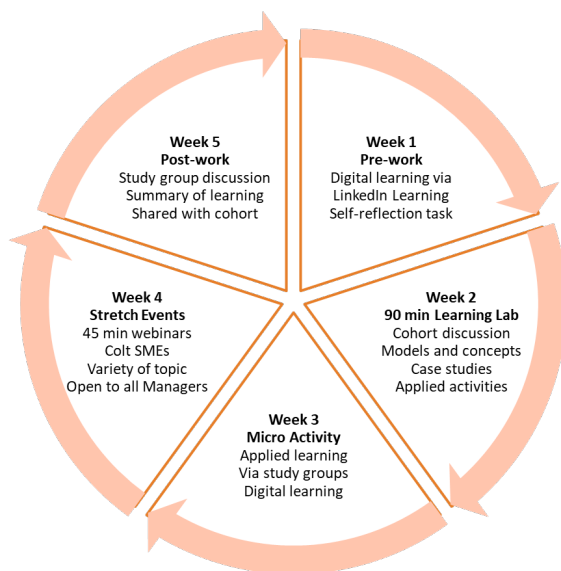 Week 1
Pre-work
Digital learning via
LinkedIn Learning
Self-reflection task
Week 2
90 min Learning Lab
Cohort discussion
Models and concepts
Case studies
Applied activities
Week 3
Micro Activity
Applied learning
Via study groups
Digital learning
Week 4
Stretch Events
45 min webinars
Colt SMEs
Variety of topic
Open to all Managers
Week 5
Post-work
Study group discussion
Summary of learning
Shared with cohort